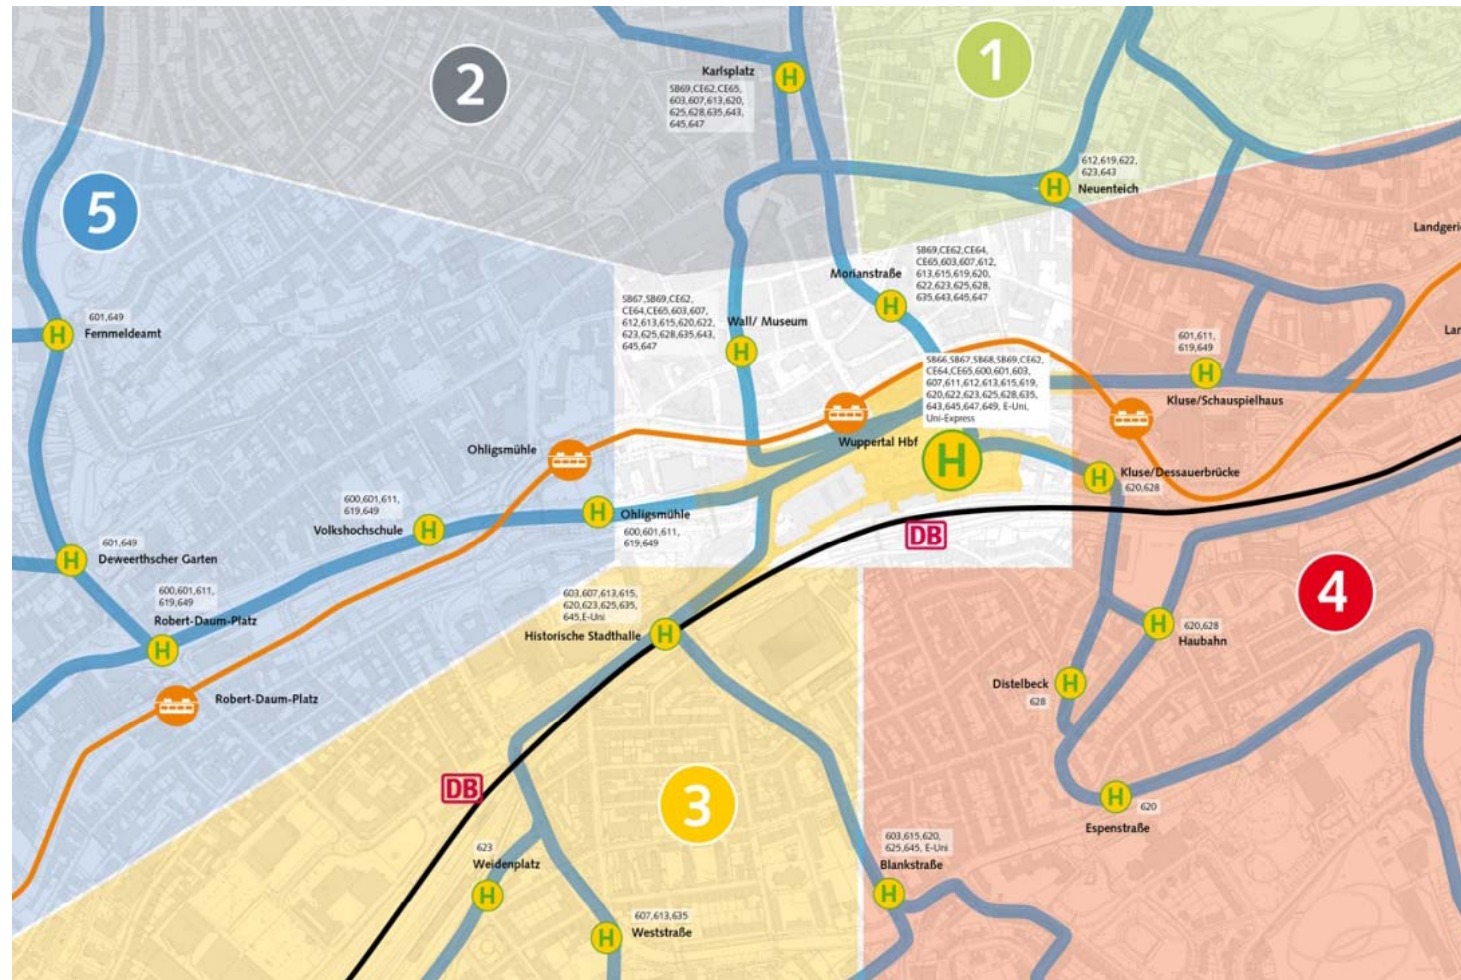 2
1
Karlsplatz
SB69,CE62,CE65,
603,607,613,620,
625,628,635,643,
645,647
H
612,619,622,
623,643
H
Neuenteich
5
Landgeri
SB69,CE62,CE64,
CE65,603,607,612,
613,615,619,620,
622,623,625,628,
635,643,645,647
Morianstraße
H
SB67,SB69,CE62,
CE64,CE65,603,607,
612,613,615,620,622,
623,625,628,635,643,
645,647
Wall/ Museum
H
601,649
H
Fernmeldeamt
601,611,
619,649
H
Kluse/Schauspielhaus
Lan
SB66,SB67,SB68,SB69,CE62,
CE64,CE65,600,601,603,
607,611,612,613,615,619,
620,622,623,625,628,635,
643,645,647,649, E-Uni,
Uni-Express
Wuppertal Hbf
H
Ohligsmühle
Kluse/Dessauerbrücke
H
620,628
600,601,611,
619,649
Volkshochschule
H
H
Ohligsmühle
600,601,611,
619,649
DB
601,649
H
Deweerthscher Garten
600,601,611,
619,649
Robert-Daum-Platz
H
603,607,613,615,
620,623,625,635,
645,E-Uni
Historische Stadthalle
H
4
H
620,628
Haubahn
Distelbeck
H
628
Robert-Daum-Platz
DB
3
H
620
Espenstraße
623
Weidenplatz
H
603,615,620,
625,645, E-Uni
Blankstraße
H
607,613,635
H
Weststraße